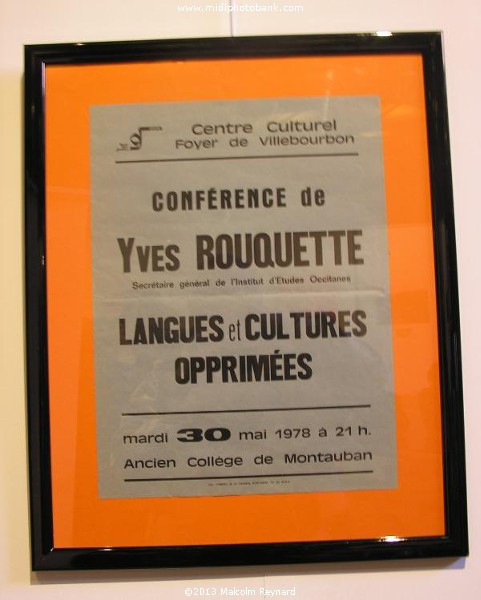 www.midiphotobank.com
Centre Culturel
Foyer de Villebourbon
CONFÉRENCE de
YVES ROUQUETTE
Secrétaire général de l'Institut d'Etudes Occitanes
LANGUES et CULTURES
OPPRIMÉES
mardi 30 mai 1978 à 21 h.
Ancien Collége de Montauban
©2013 Malcolm Raynard